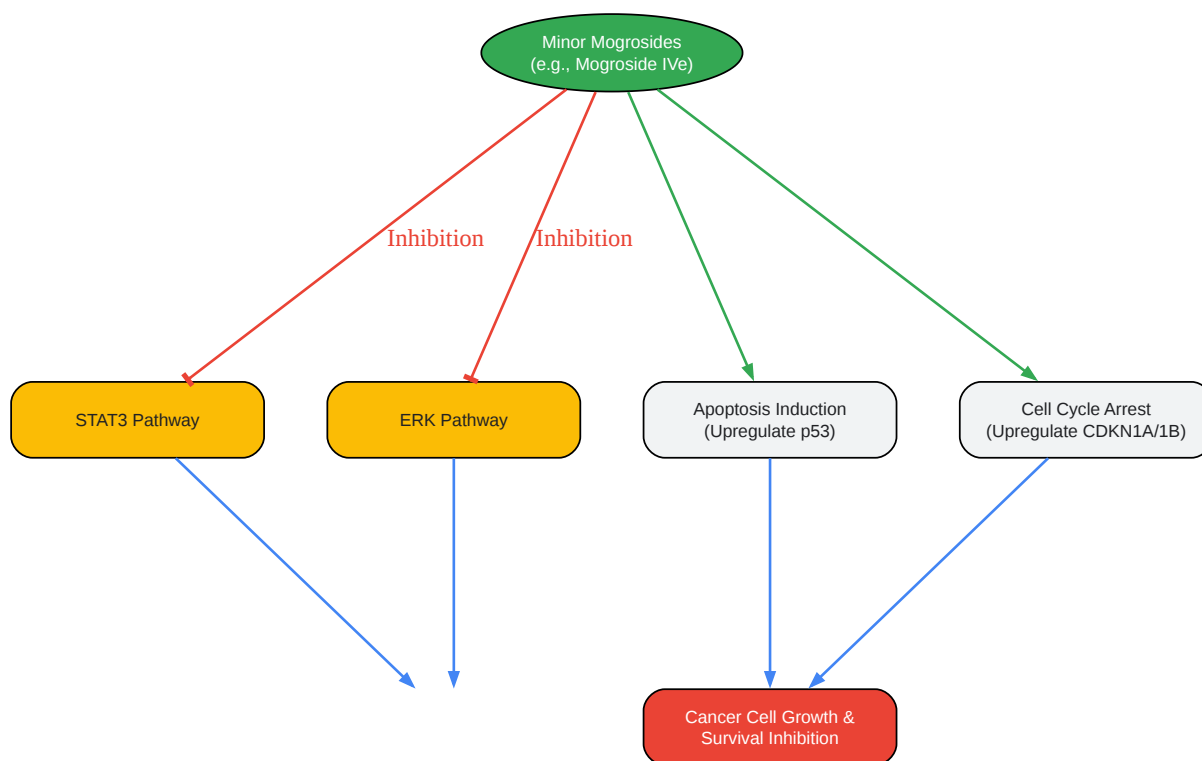 Minor Mogrosides
(e.g., Mogroside IVe)
Inhibition
Inhibition
STAT3 Pathway
ERK Pathway
Apoptosis Induction
(Upregulate p53)
Cell Cycle Arrest
(Upregulate CDKN1A/1B)
Cancer Cell Growth &
Survival Inhibition